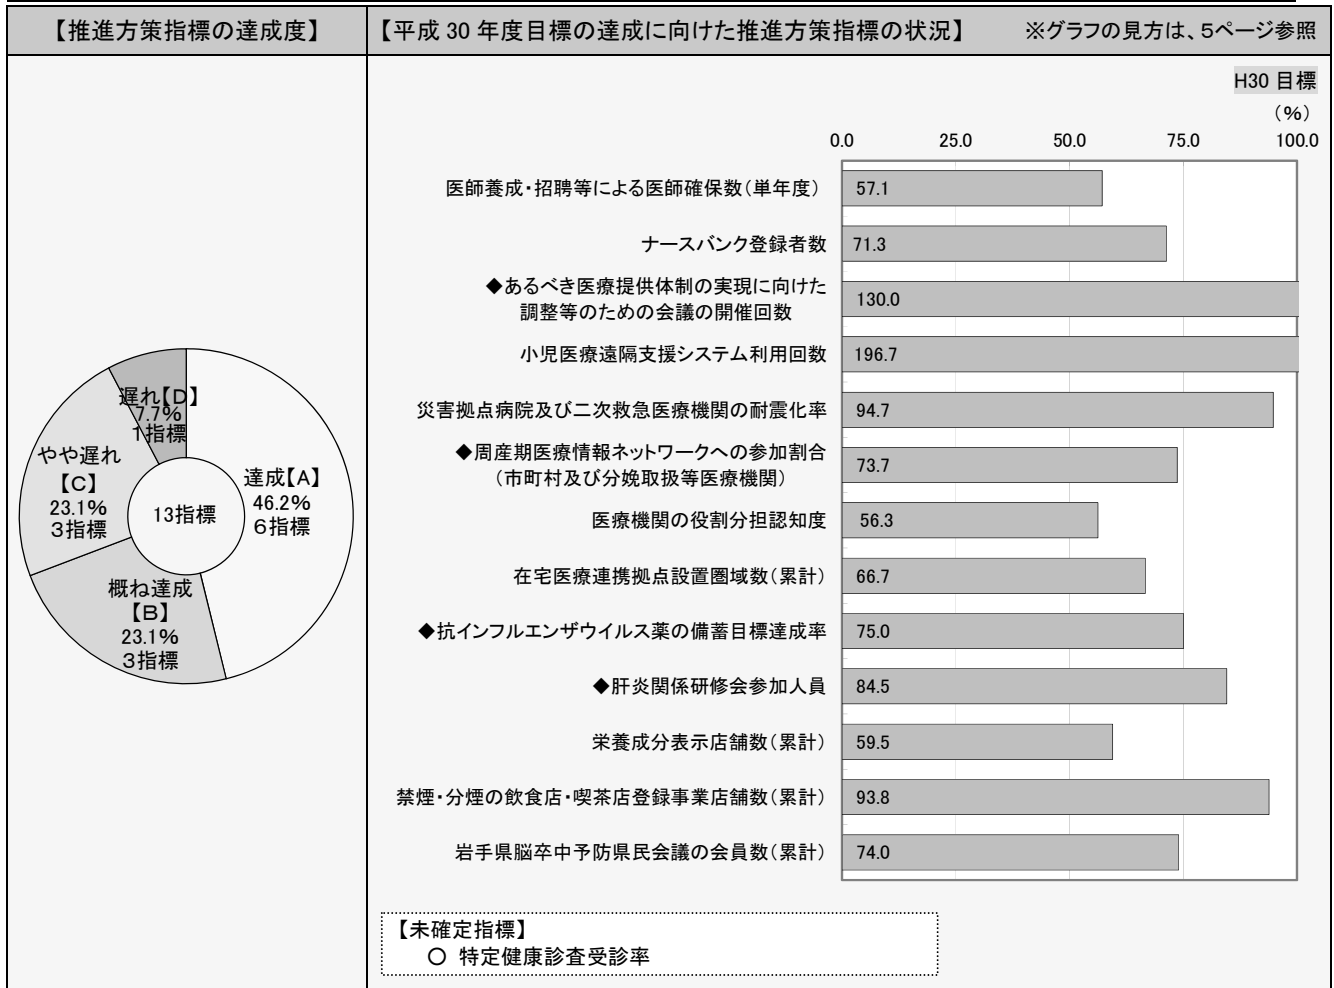 【推進方策指標の達成度】
【平成 30 年度目標の達成に向けた推進方策指標の状況】　※グラフの見方は、5ページ参照
遅れ【D】
7.7%
1指標
やや遅れ
【C】
23.1%
3指標
13指標
達成【A】
46.2%
6指標
概ね達成
【B】
23.1%
3指標
H30 目標
（%）
0.0 25.0 50.0 75.0 100.0
医師養成・招聘等による医師確保数（単年度） 57.1
ナースバンク登録者数 71.3
◆あるべき医療提供体制の実現に向けた
調整等のための会議の開催回数 130.0
小児医療遠隔支援システム利用回数 196.7
災害拠点病院及び二次救急医療機関の耐震化率 94.7
◆周産期医療情報ネットワークへの参加割合
（市町村及び分娩取扱等医療機関） 73.7
医療機関の役割分担認知度 56.3
在宅医療連携拠点設置圏域数（累計） 66.7
◆抗インフルエンザウイルス薬の備蓄目標達成率 75.0
◆肝炎関係研修会参加人員 84.5
栄養成分表示店舗数（累計） 59.5
禁煙・分煙の飲食店・喫茶店登録事業店舗数（累計） 93.8
岩手県脳卒中予防県民会議の会員数（累計） 74.0
【未確定指標】
○ 特定健康診査受診率